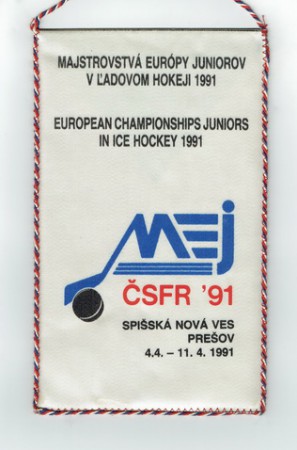 MAJSTROVSTVÁ EURÓPY JUNIOROV
V ĽADOVOM HOKEJI 1991
EUROPEAN CHAMPIONSHIPS JUNIORS
IN ICE HOCKEY 1991
MEJ
ČSFR '91
SPIŠSKÁ NOVÁ VES
PREŠOV
4.4. – 11. 4. 1991